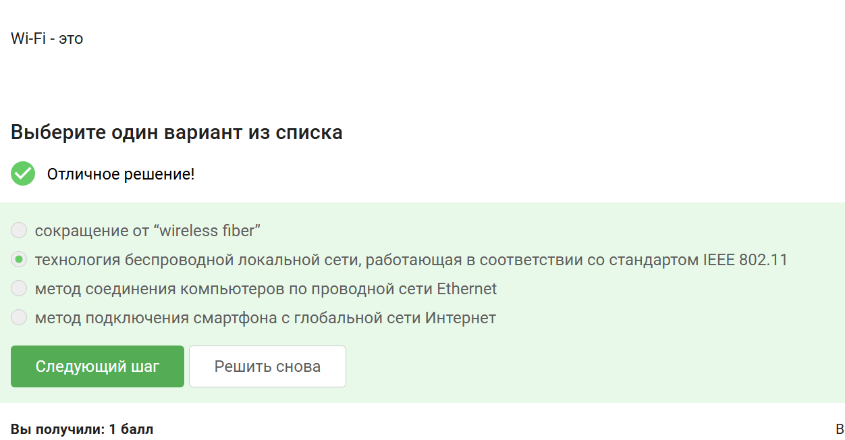 Wi-Fi - это
Выберите один вариант из списка
Отличное решение!
сокращение от “wireless fiber”
технология беспроводной локальной сети, работающая в соответствии со стандартом IEEE 802.11
метод соединения компьютеров по проводной сети Ethernet
метод подключения смартфона с глобальной сети Интернет
Следующий шаг
Решить снова
Вы получили: 1 балл
В